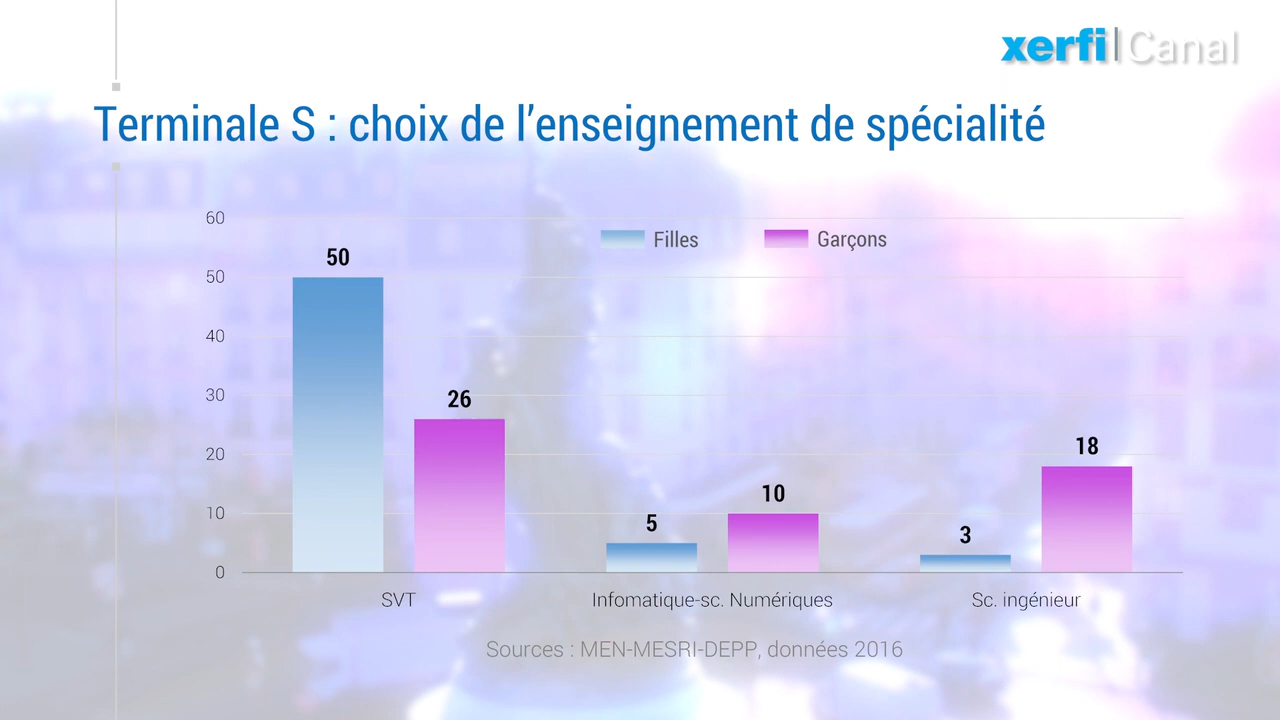 xerfi Canal
Terminale S : choix de l’enseignement de spécialité
60
50
40
30
20
10
0
Filles
Garçons
50
26
5
10
3
18
SVT
Infomatique-sc. Numériques
Sc. ingénieur
Sources : MEN-MESRI-DEPP, données 2016